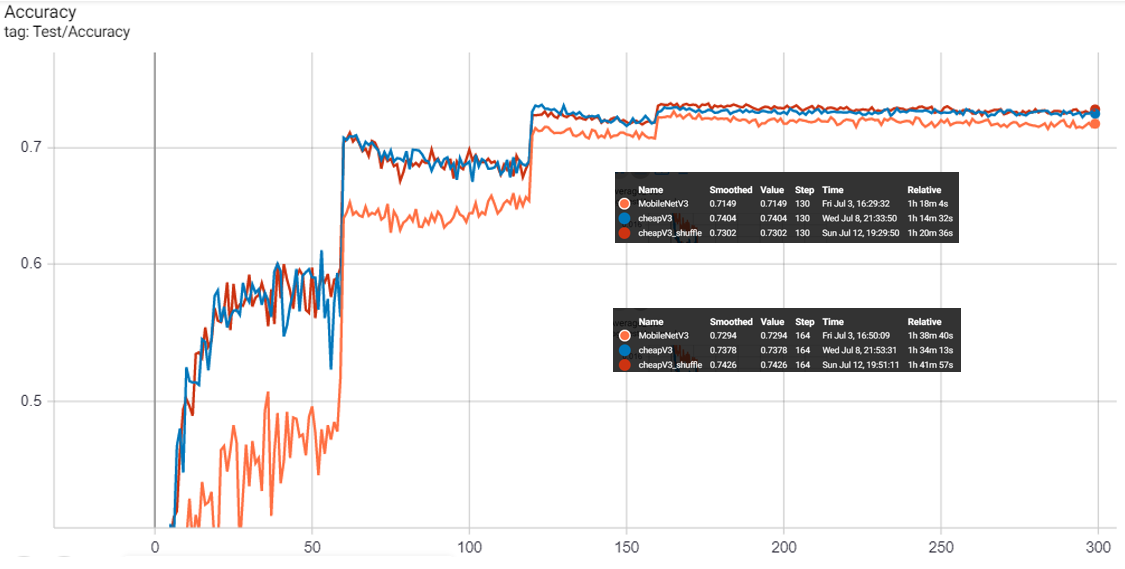 Accuracy
tag: Test/Accuracy
0.7
0.6
0.5
Name Smoothed Value Step Time Relative
MobileNetV3 0.7149 0.7149 130 Fri Jul 3, 16:29:32 1h 18m 4s
cheapV3 0.7404 0.7404 130 Wed Jul 8, 21:33:50 1h 14m 32s
cheapV3_shuffle 0.7302 0.7302 130 Sun Jul 12, 19:29:50 1h 20m 36s
Name Smoothed Value Step Time Relative
MobileNetV3 0.7294 0.7294 164 Fri Jul 3, 16:50:09 1h 38m 40s
cheapV3 0.7378 0.7378 164 Wed Jul 8, 21:53:31 1h 34m 13s
cheapV3_shuffle 0.7426 0.7426 164 Sun Jul 12, 19:51:11 1h 41m 57s
0 50 100 150 200 250 300